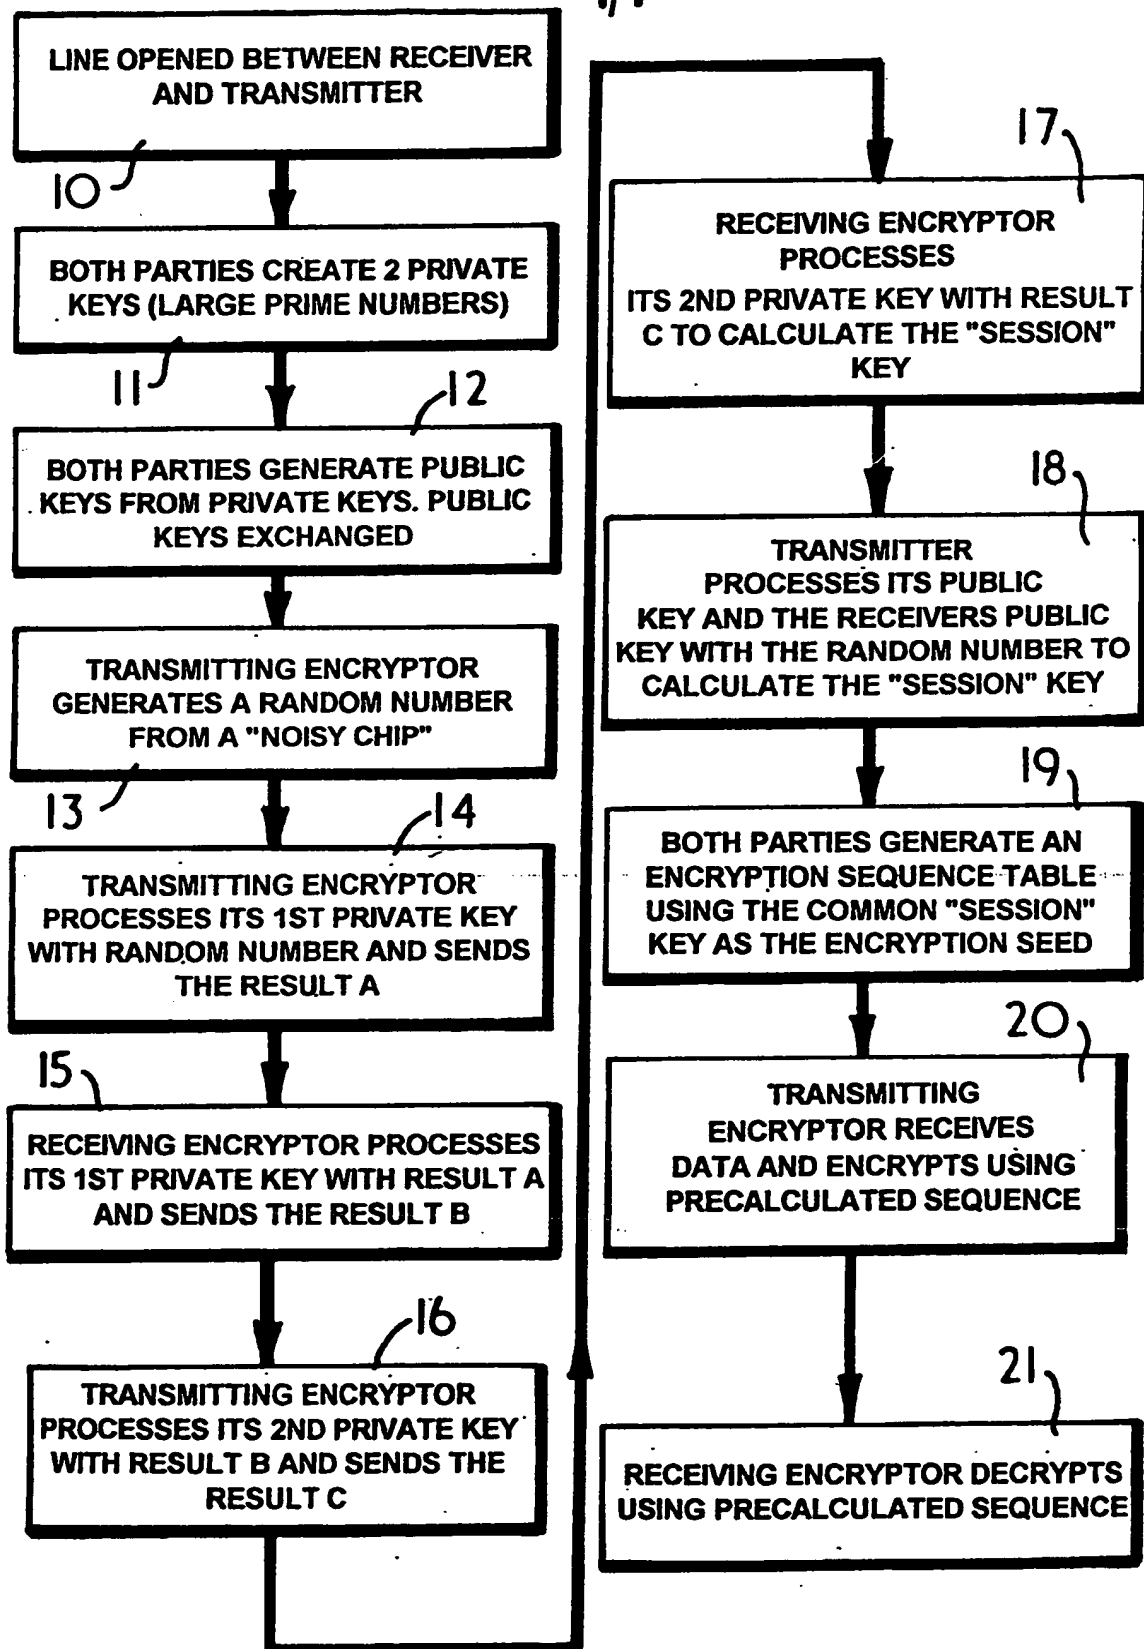 LINE OPENED BETWEEN RECEIVER
AND TRANSMITTER
10
BOTH PARTIES CREATE 2 PRIVATE
KEYS (LARGE PRIME NUMBERS)
11
12
BOTH PARTIES GENERATE PUBLIC
KEYS FROM PRIVATE KEYS. PUBLIC
KEYS EXCHANGED
TRANSMITTING ENCRYPTOR
GENERATES A RANDOM NUMBER
FROM A "NOISY CHIP"
13
14
TRANSMITTING ENCRYPTOR
PROCESSES ITS 1ST PRIVATE KEY
WITH RANDOM NUMBER AND SENDS
THE RESULT A
15
RECEIVING ENCRYPTOR PROCESSES
ITS 1ST PRIVATE KEY WITH RESULT A
AND SENDS THE RESULT B
16
TRANSMITTING ENCRYPTOR
PROCESSES ITS 2ND PRIVATE KEY
WITH RESULT B AND SENDS THE
RESULT C
17
RECEIVING ENCRYPTOR
PROCESSES
ITS 2ND PRIVATE KEY WITH RESULT
C TO CALCULATE THE "SESSION"
KEY
18
TRANSMITTER
PROCESSES ITS PUBLIC
KEY AND THE RECEIVERS PUBLIC
KEY WITH THE RANDOM NUMBER TO
CALCULATE THE "SESSION" KEY
19
BOTH PARTIES GENERATE AN
ENCRYPTION SEQUENCE TABLE
USING THE COMMON "SESSION"
KEY AS THE ENCRYPTION SEED
20
TRANSMITTING
ENCRYPTOR RECEIVES
DATA AND ENCRYPTS USING
PRECALCULATED SEQUENCE
21
RECEIVING ENCRYPTOR DECRYPTS
USING PRECALCULATED SEQUENCE